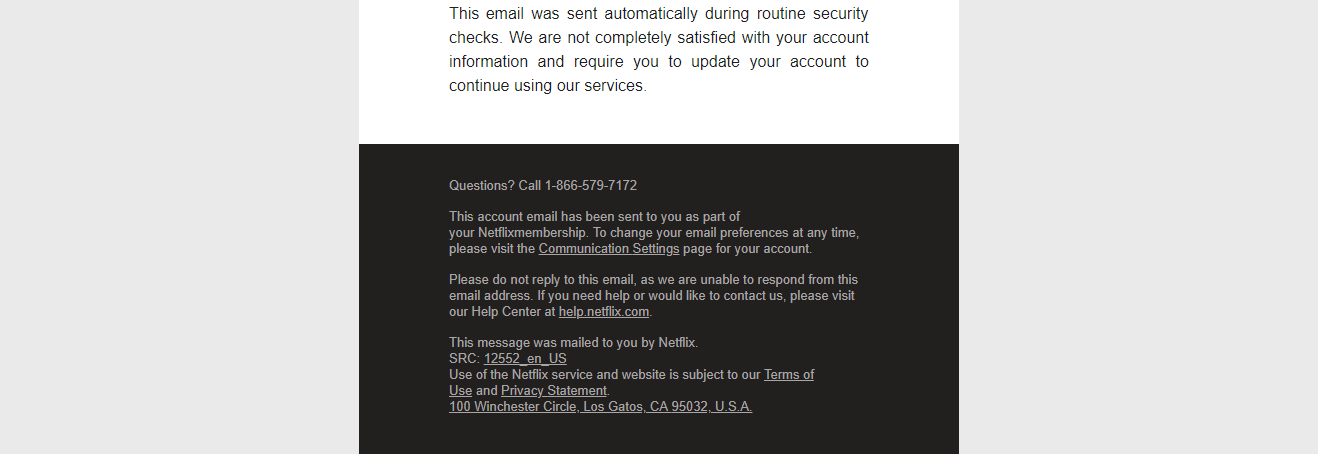 This email was sent automatically during routine security
checks. We are not completely satisfied with your account
information and require you to update your account to
continue using our services.
Questions? Call 1-866-579-7172
This account email has been sent to you as part of
your Netflixmembership. To change your email preferences at any time,
please visit the Communication Settings page for your account.
Please do not reply to this email, as we are unable to respond from this
email address. If you need help or would like to contact us, please visit
our Help Center at help.netflix.com.
This message was mailed to you by Netflix.
SRC: 12552_en_US
Use of the Netflix service and website is subject to our Terms of
Use and Privacy Statement.
100 Winchester Circle, Los Gatos, CA 95032, U.S.A.